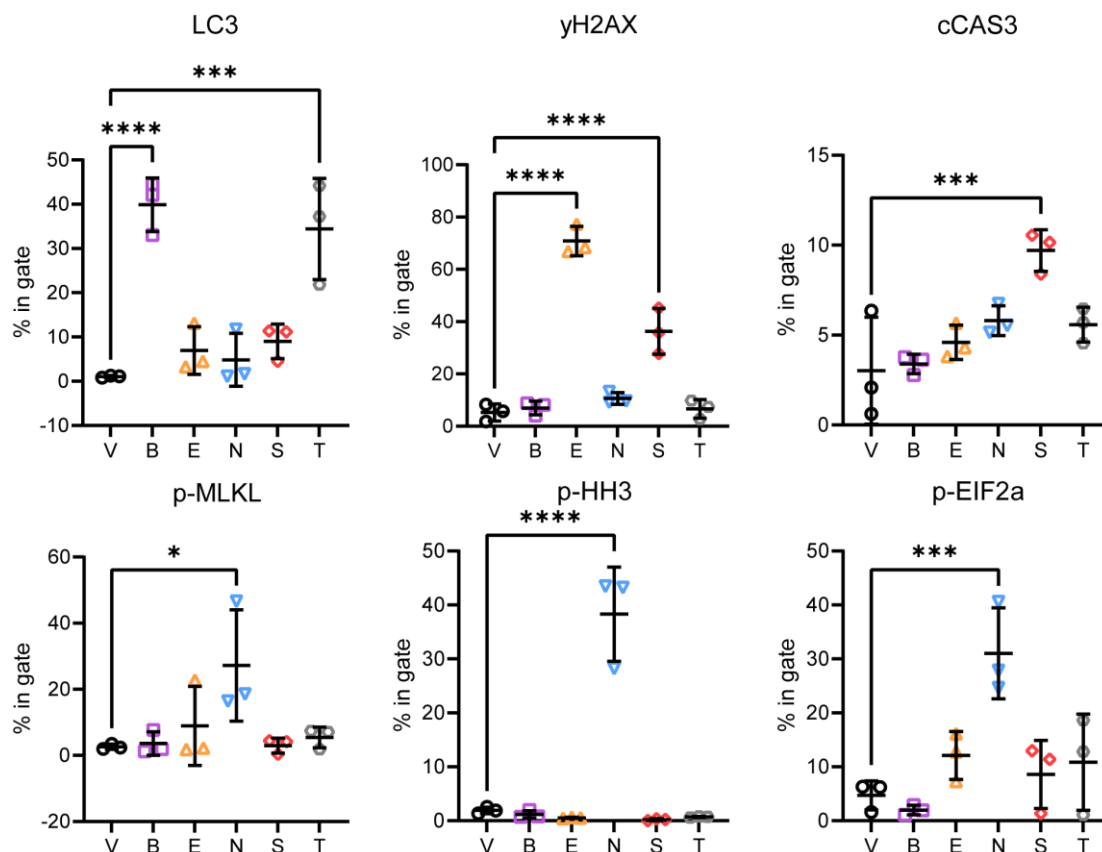 LC3
***
****
50
40
30
20
10
0
-10
% in gate
V B E N S T
yH2AX
****
****
100
80
60
40
20
0
% in gate
V B E N S T
cCAS3
***
15
10
5
0
% in gate
V B E N S T
p-MLKL
*
60
40
20
0
-20
% in gate
V B E N S T
p-HH3
****
50
40
30
20
10
0
% in gate
V B E N S T
p-EIF2a
***
50
40
30
20
10
0
% in gate
V B E N S T